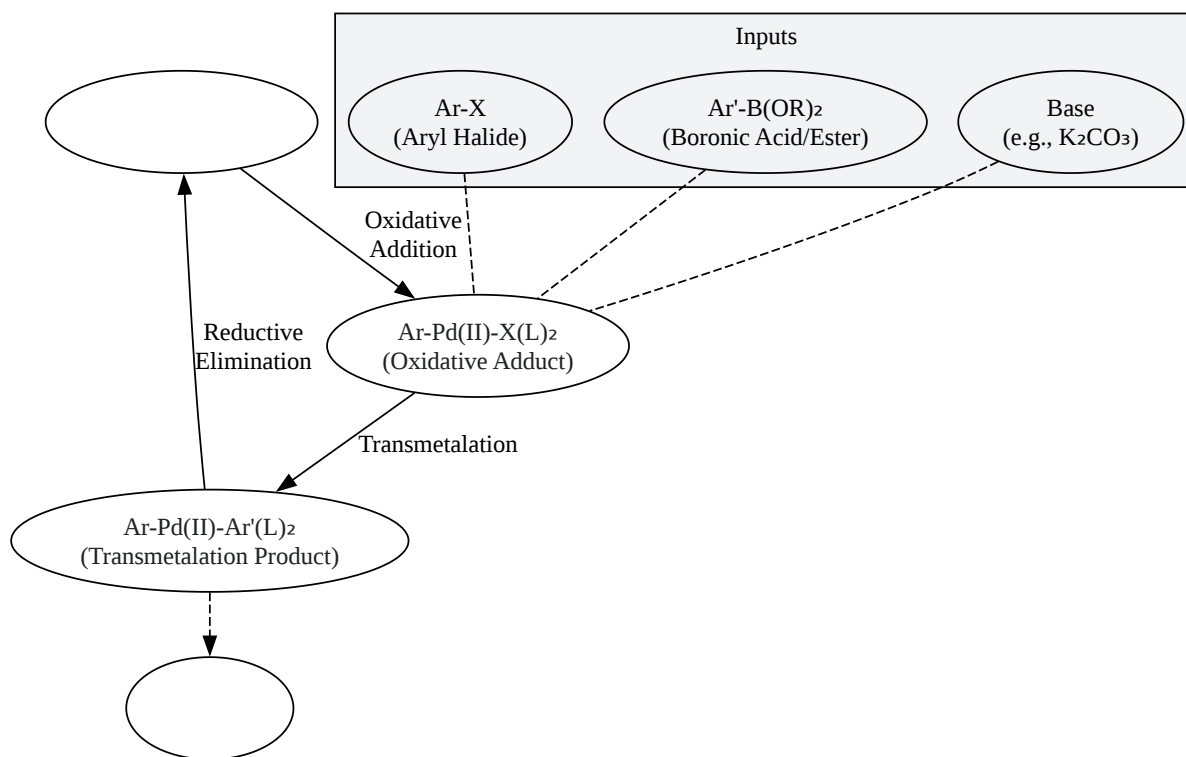 Inputs
Ar-X
(Aryl Halide)
Ar'-B(OR)₂
(Boronic Acid/Ester)
Base
(e.g., K₂CO₃)
Oxidative
Addition
Reductive
Elimination
Ar-Pd(II)-X(L)₂
(Oxidative Adduct)
Transmetalation
Ar-Pd(II)-Ar'(L)₂
(Transmetalation Product)